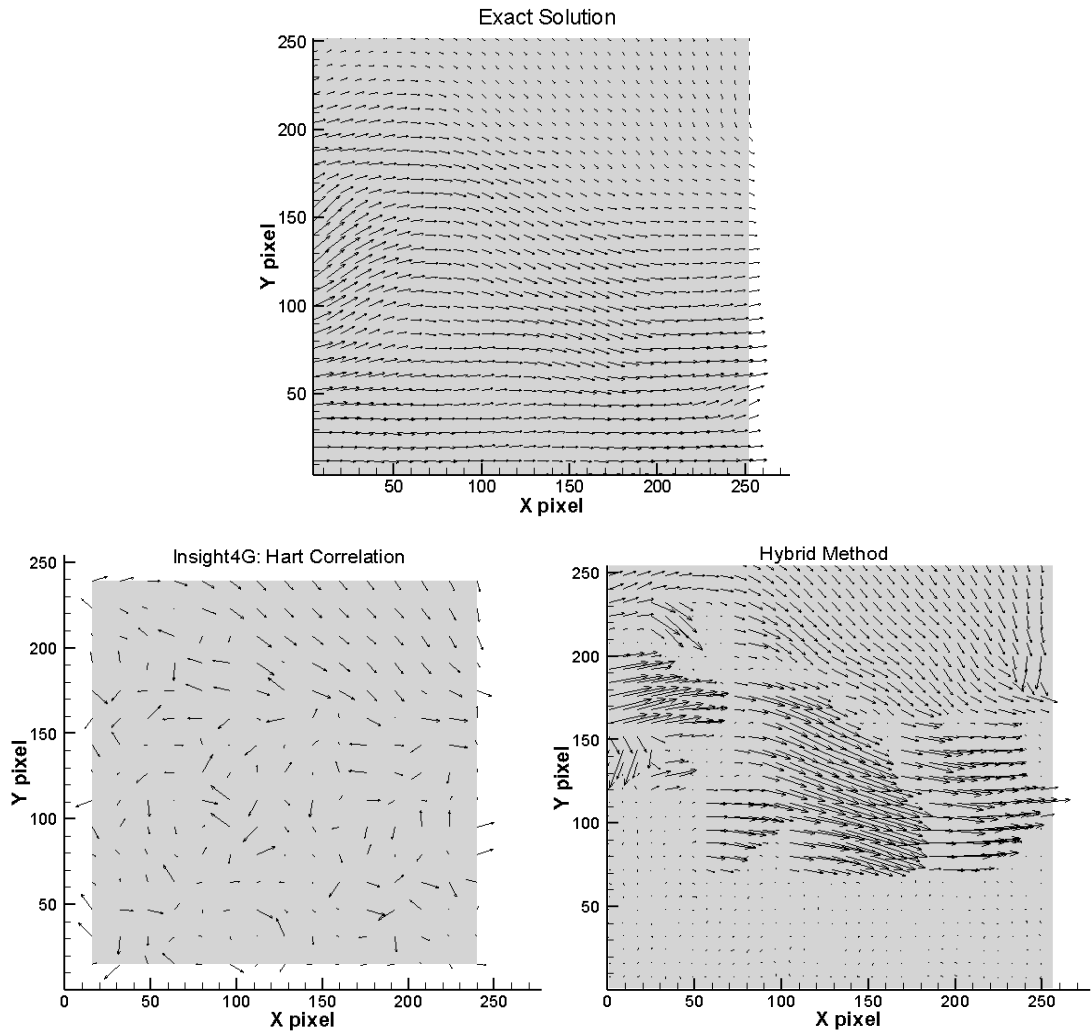 Exact Solution
250
200
150
100
50
Y pixel
50 100 150 200 250
X pixel
Insight4G: Hart Correlation
250
200
150
100
50
Y pixel
0 50 100 150 200 250
X pixel
Hybrid Method
250
200
150
100
50
Y pixel
0 50 100 150 200 250
X pixel